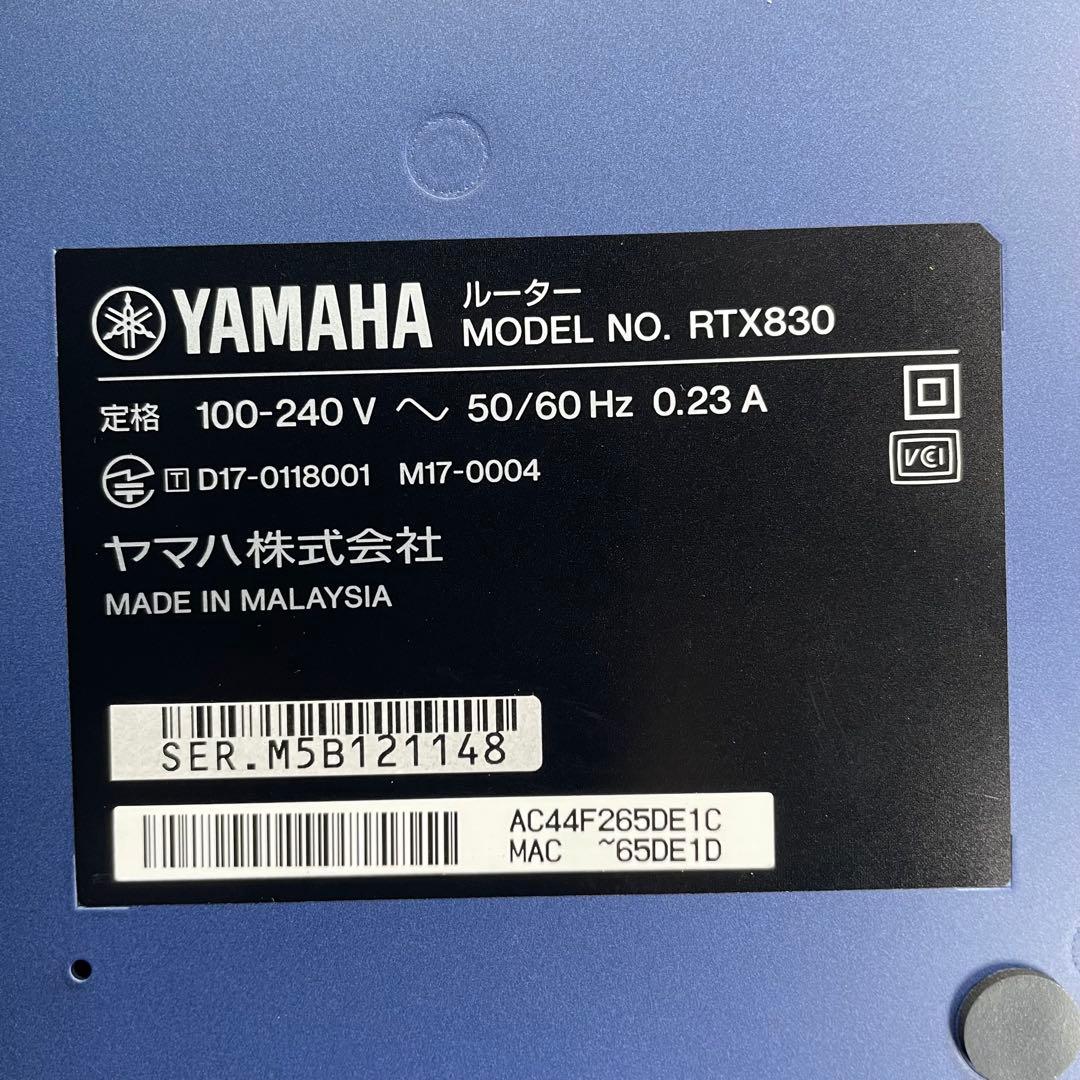 YAMAHA ルーター
MODEL NO. RTX830
定格 100-240 V 〜 50/60 Hz 0.23 A
T D17-0118001 M17-0004
VCI
ヤマハ株式会社
MADE IN MALAYSIA
SER.M5B121148
AC44F265DE1C
MAC ~65DE1D